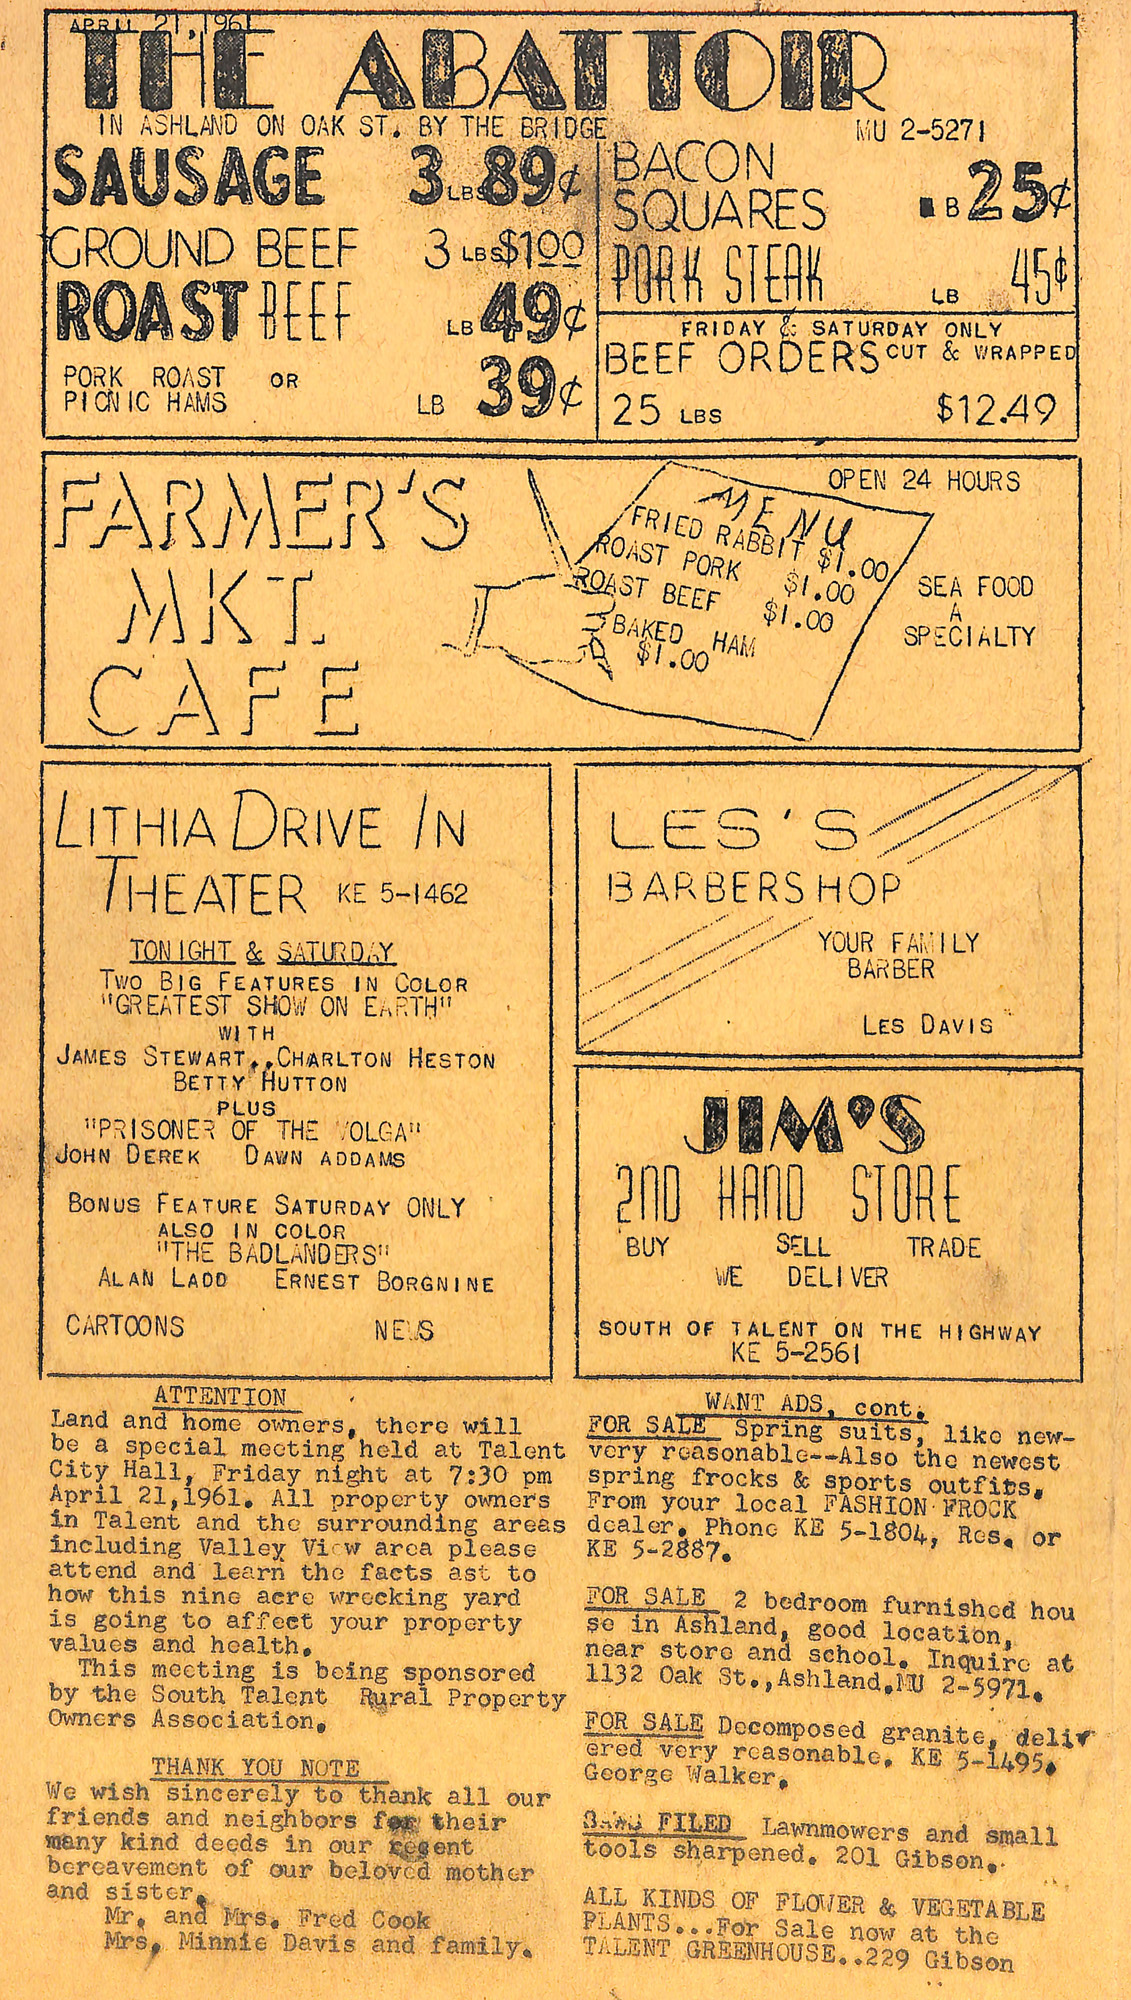 APRIL 21,1961
THE ABATTOIR
IN ASHLAND ON OAK ST. BY THE BRIDGE
MU 2-5271
SAUSAGE 3 LBS 89¢
GROUND BEEF 3 LBS $1.00
ROAST BEEF LB 49¢
PORK ROAST OR
PICNIC HAMS LB 39¢
BACON
SQUARES B 25¢
PORK STEAK LB 45¢
FRIDAY & SATURDAY ONLY
BEEF ORDERS CUT & WRAPPED
25 LBS $12.49
FARMER'S
MKT.
CAFE
MENU
FRIED RABBIT $1.00
ROAST PORK $1.00
ROAST BEEF $1.00
BAKED HAM
$1.00
OPEN 24 HOURS
SEA FOOD
A
SPECIALTY
LITHIA DRIVE IN
THEATER KE 5-1462
TONIGHT & SATURDAY
TWO BIG FEATURES IN COLOR
"GREATEST SHOW ON EARTH"
WITH
JAMES STEWART..CHARLTON HESTON
BETTY HUTTON
PLUS
"PRISONER OF THE VOLGA"
JOHN DEREK DAWN ADDAMS
BONUS FEATURE SATURDAY ONLY
ALSO IN COLOR
"THE BADLANDERS"
ALAN LADD ERNEST BORGNINE
CARTOONS NEWS
LES'S
BARBERSHOP
YOUR FAMILY
BARBER
LES DAVIS
JIM'S
2ND HAND STORE
BUY SELL TRADE
WE DELIVER
SOUTH OF TALENT ON THE HIGHWAY
KE 5-2561
ATTENTION
Land and home owners, there will
be a special meeting held at Talent
City Hall, Friday night at 7:30 pm
April 21,1961. All property owners
in Talent and the surrounding areas
including Valley View area please
attend and learn the facts ast to
how this nine acre wrecking yard
is going to affect your property
values and health.
This meeting is being sponsored
by the South Talent Rural Property
Owners Association.
THANK YOU NOTE
We wish sincerely to thank all our
friends and neighbors for their
many kind deeds in our recent
bereavement of our beloved mother
and sister.
Mr. and Mrs. Fred Cook
Mrs. Minnie Davis and family.
WANT ADS, cont.
FOR SALE Spring suits, like new-
very reasonable--Also the newest
spring frocks & sports outfits.
From your local FASHION FROCK
dealer. Phone KE 5-1804, Res. or
KE 5-2887.
FOR SALE 2 bedroom furnished hou
se in Ashland, good location,
near store and school. Inquire at
1132 Oak St.,Ashland.MU 2-5971.
FOR SALE Decomposed granite, deliv
ered very reasonable. KE 5-1495.
George Walker.
SAWS FILED Lawnmowers and small
tools sharpened. 201 Gibson.
ALL KINDS OF FLOWER & VEGETABLE
PLANTS...For Sale now at the
TALENT GREENHOUSE..229 Gibson